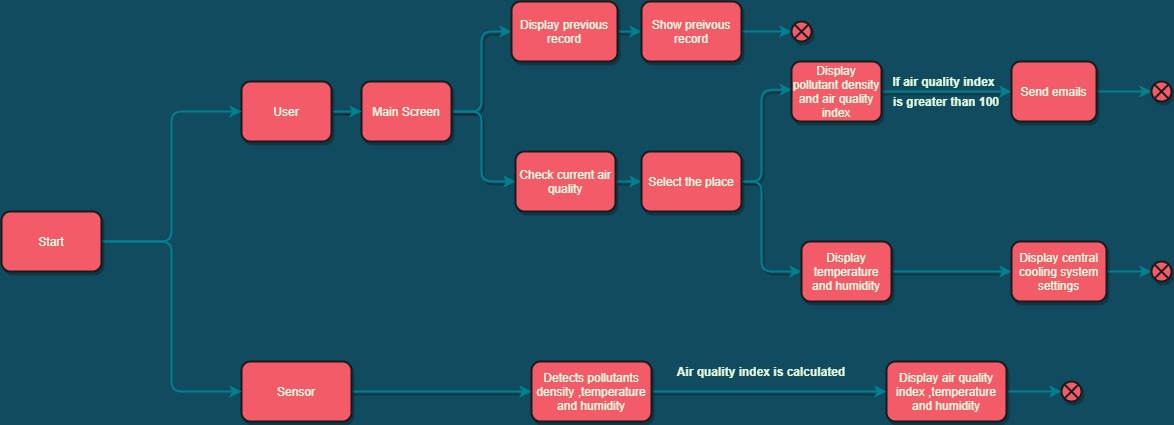 Display previous
record
Show preivous
record
Display
pollutant density
and air quality
index
If air quality index
is greater than 100
Send emails
User
Main Screen
Check current air
quality
Select the place
Start
Display
temperature
and humidity
Display central
cooling system
settings
Sensor
Detects pollutants
density ,temperature
and humidity
Air quality index is calculated
Display air quality
index ,temperature
and humidity